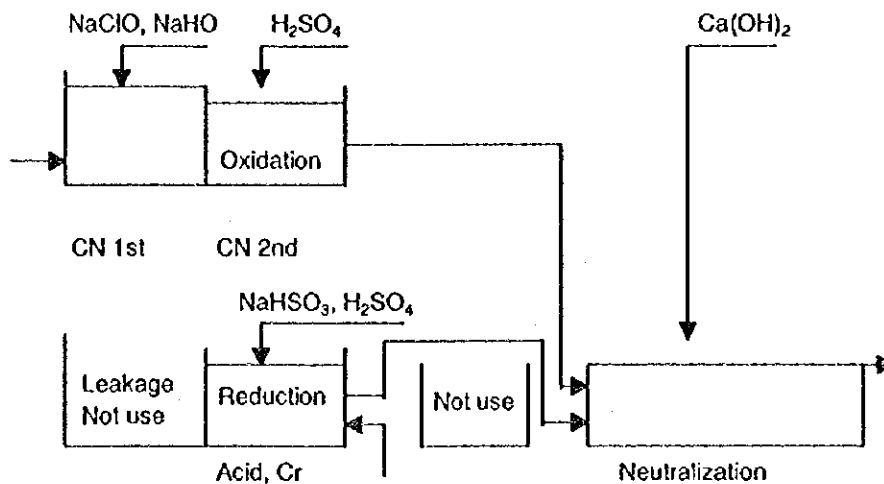 NaClO, NaHO
H₂SO₄
Ca(OH)₂
Oxidation
CN 1st
CN 2nd
NaHSO₃, H₂SO₄
Leakage
Not use
Reduction
Not use
Acid, Cr
Neutralization